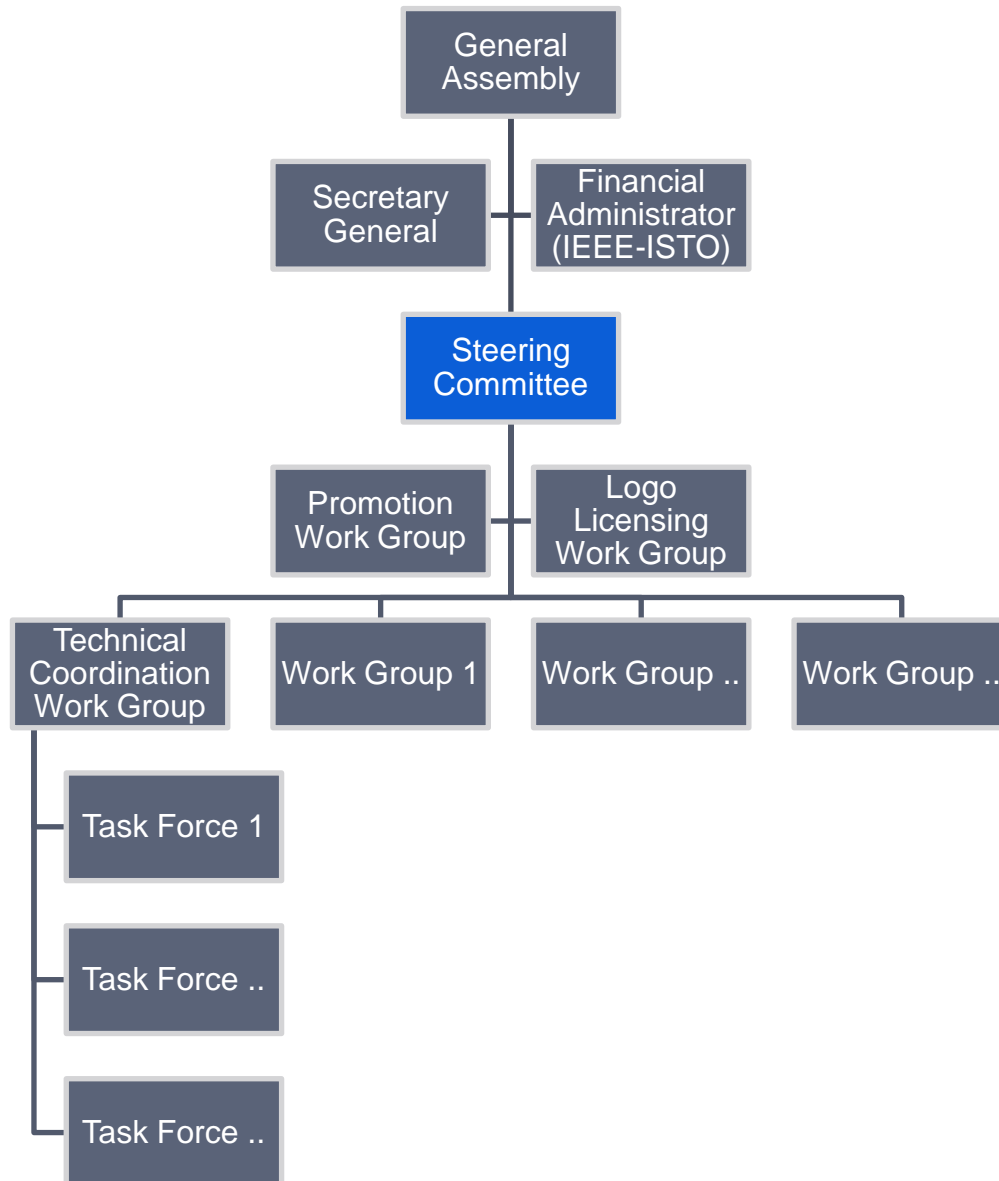 General
Assembly
Secretary
General
Financial
Administrator
(IEEE-ISTO)
Steering
Committee
Promotion
Work Group
Logo
Licensing
Work Group
Technical
Coordination
Work Group
Work Group 1
Work Group ..
Work Group ..
Task Force 1
Task Force ..
Task Force ..